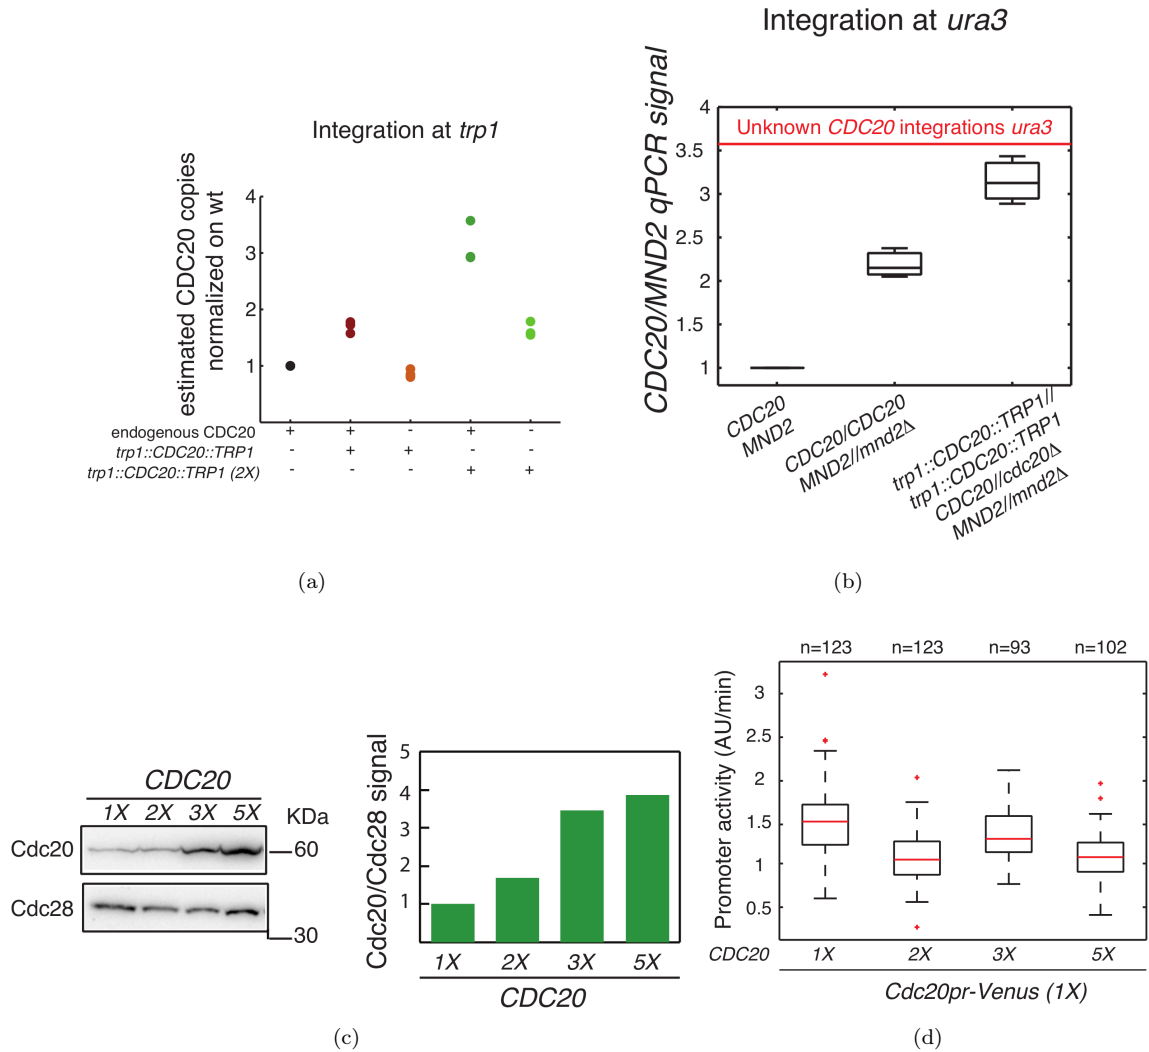 Integration at trp1
estimated CDC20 copies
normalized on wt
4
3
2
1
endogenous CDC20 + + - + -
trp1::CDC20::TRP1 - + + - -
trp1::CDC20::TRP1 (2X) - - - + +
(a)
Integration at ura3
CDC20/MND2 qPCR signal
4
Unknown CDC20 integrations ura3
3.5
3
2.5
2
1.5
1
CDC20
MND2
CDC20/CDC20
MND2//mnd2Δ
trp1::CDC20::TRP1//
trp1::CDC20::TRP1
CDC20//cdc20Δ
MND2//mnd2Δ
(b)
CDC20
1X 2X 3X 5X
KDa
Cdc20
60
Cdc28
30
Cdc20/Cdc28 signal
5
4
3
2
1
1X 2X 3X 5X
CDC20
(c)
n=123 n=123 n=93 n=102
Promoter activity (AU/min)
3
2.5
2
1.5
1
0.5
CDC20 1X 2X 3X 5X
Cdc20pr-Venus (1X)
(d)